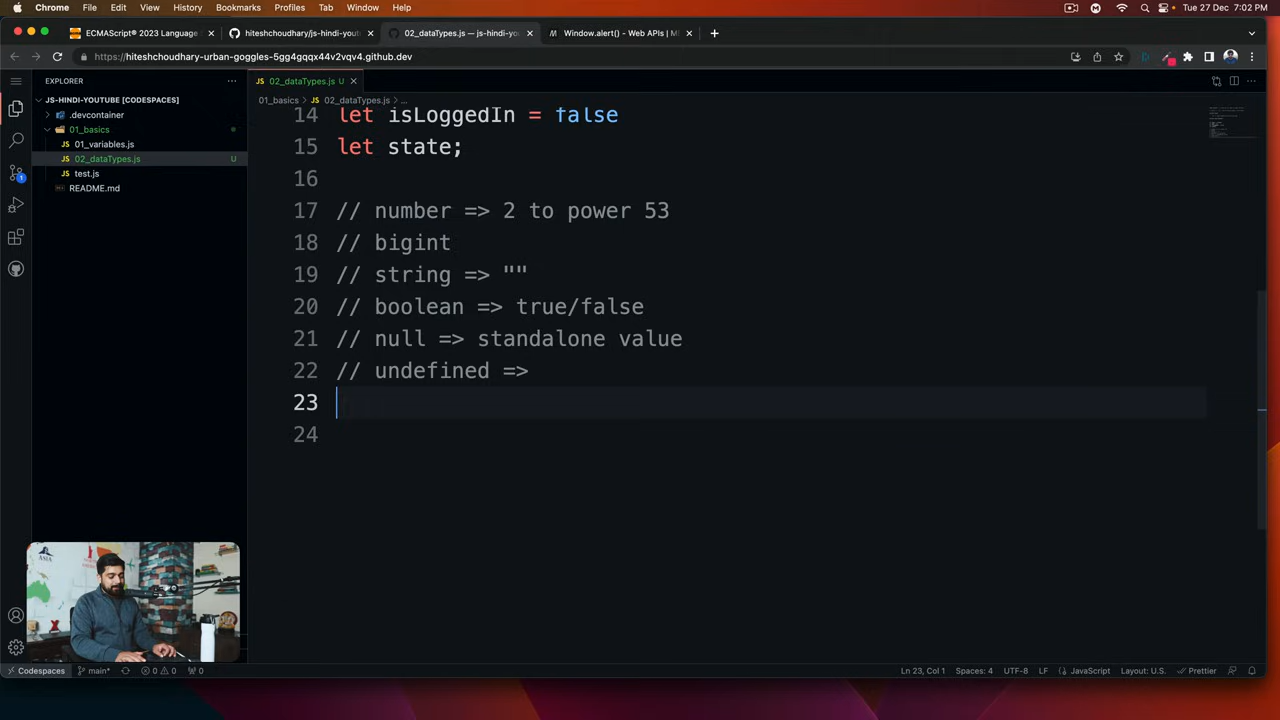 Chrome File Edit View History Bookmarks Profiles Tab Window Help Tue 27 Dec 7:02 PM
ECMAScript® 2023 Language hiteshchoudhary/js-hindi-you 02_dataTypes.js — js-hindi-yo Window.alert() - Web APIs | M
https://hiteshchoudhary-urban-goggles-5gg4gqqx44v2vqv4.github.dev
EXPLORER
JS-HINDI-YOUTUBE [CODESPACES]
.devcontainer
01_basics
01_variables.js
02_dataTypes.js U
test.js
README.md
02_dataTypes.js U
01_basics > JS 02_dataTypes.js > ...
14 let isLoggedIn = false
15 let state;
16
17 // number => 2 to power 53
18 // bigint
19 // string => ""
20 // boolean => true/false
21 // null => standalone value
22 // undefined =>
23
24
ASIA
Codespaces main* 0 0 0 Ln 23, Col 1 Spaces: 4 UTF-8 LF JavaScript Layout: U.S. Prettier